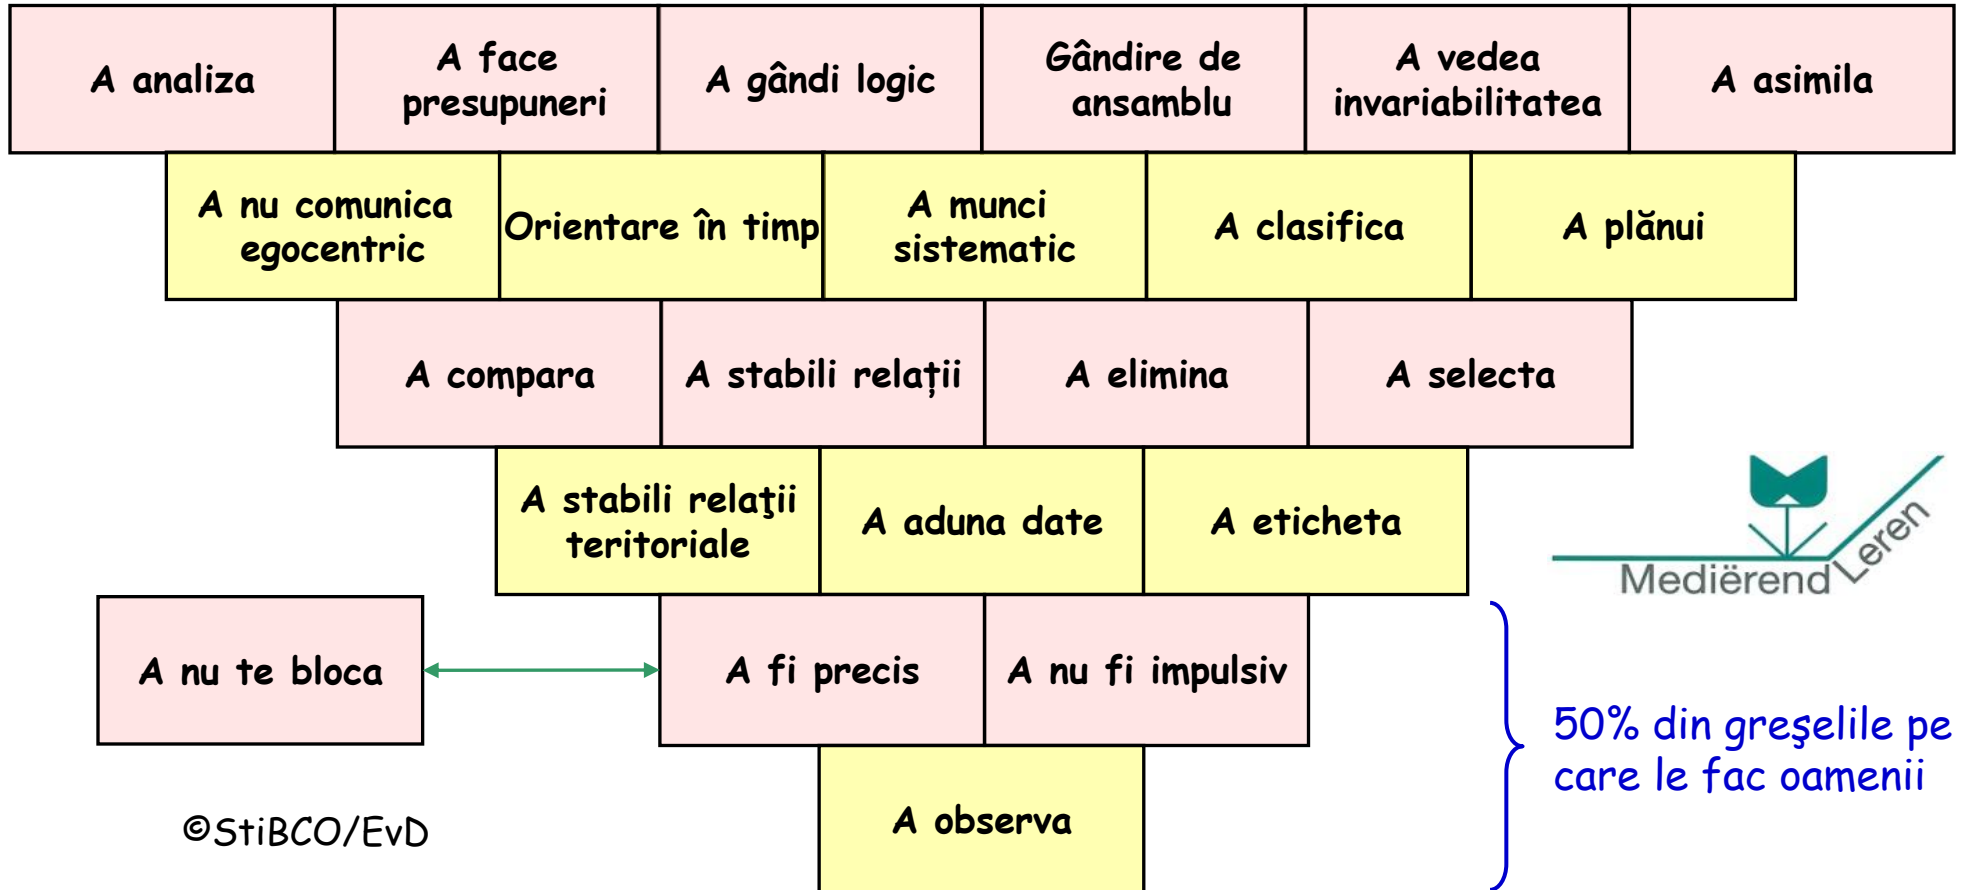 A analiza
A face
presupuneri
A gândi logic
Gândire de
ansamblu
A vedea
invariabilitatea
A asimila
A nu comunica
egocentric
Orientare în timp
A munci
sistematic
A clasifica
A plănui
A compara
A stabili relații
A elimina
A selecta
A stabili relaţii
teritoriale
A aduna date
A eticheta
Mediërend Leren
A nu te bloca
A fi precis
A nu fi impulsiv
50% din greşelile pe
care le fac oamenii
A observa
©StiBCO/EvD